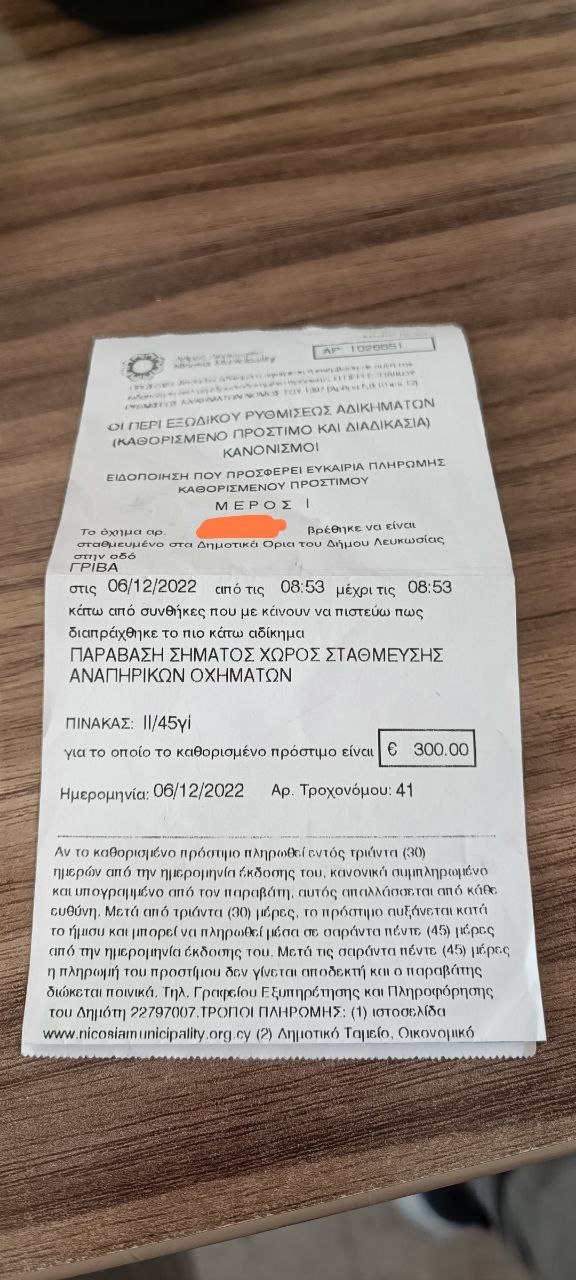 Nicosia Municipality
ΑΡ. 1028651
ΟΙ ΠΕΡΙ ΕΞΩΔΙΚΟΥ ΡΥΘΜΙΣΕΩΣ ΑΔΙΚΗΜΑΤΩΝ
(ΚΑΘΟΡΙΣΜΕΝΟ ΠΡΟΣΤΙΜΟ ΚΑΙ ΔΙΑΔΙΚΑΣΙΑ)
ΚΑΝΟΝΙΣΜΟΙ
ΕΙΔΟΠΟΙΗΣΗ ΠΟΥ ΠΡΟΣΦΕΡΕΙ ΕΥΚΑΙΡΙΑ ΠΛΗΡΩΜΗΣ
ΚΑΘΟΡΙΣΜΕΝΟΥ ΠΡΟΣΤΙΜΟΥ
ΜΕΡΟΣ Ι
Το όχημα αρ. βρέθηκε να είναι
σταθμευμένο στα Δημοτικά Ορια του Δήμου Λευκωσίας
στην οδό
ΓΡΙΒΑ
στις 06/12/2022 από τις 08:53 μέχρι τις 08:53
κάτω από συνθήκες που με κάνουν να πιστεύω πως
διαπράχθηκε το πιο κάτω αδίκημα
ΠΑΡΑΒΑΣΗ ΣΗΜΑΤΟΣ ΧΩΡΟΣ ΣΤΑΘΜΕΥΣΗΣ
ΑΝΑΠΗΡΙΚΩΝ ΟΧΗΜΑΤΩΝ
ΠΙΝΑΚΑΣ: ΙΙ/45γί
για το οποίο το καθορισμένο πρόστιμο είναι € 300.00
Ημερομηνία: 06/12/2022 Αρ. Τροχονόμου: 41
Αν το καθορισμένο πρόστιμο πληρωθεί εντός τριάντα (30)
ημερών από την ημερομηνία έκδοσης του, κανονικά συμπληρωμένο
και υπογραμμένο από τον παραβάτη, αυτός απαλλάσσεται από κάθε
ευθύνη. Μετά από τριάντα (30) μέρες, το πρόστιμο αυξάνεται κατά
το ήμισυ και μπορεί να πληρωθεί μέσα σε σαράντα πέντε (45) μέρες
από την ημερομηνία έκδοσης του. Μετά τις σαράντα πέντε (45) μέρες
η πληρωμή του προστίμου δεν γίνεται αποδεκτή και ο παραβάτης
διώκεται ποινικά. Τηλ. Γραφείου Εξυπηρέτησης και Πληροφόρησης
του Δημότη 22797007.ΤΡΟΠΟΙ ΠΛΗΡΩΜΗΣ: (1) ιστοσελίδα
www.nicosiamunicipality.org.cy (2) Δημοτικό Ταμείο, Οικονομικό